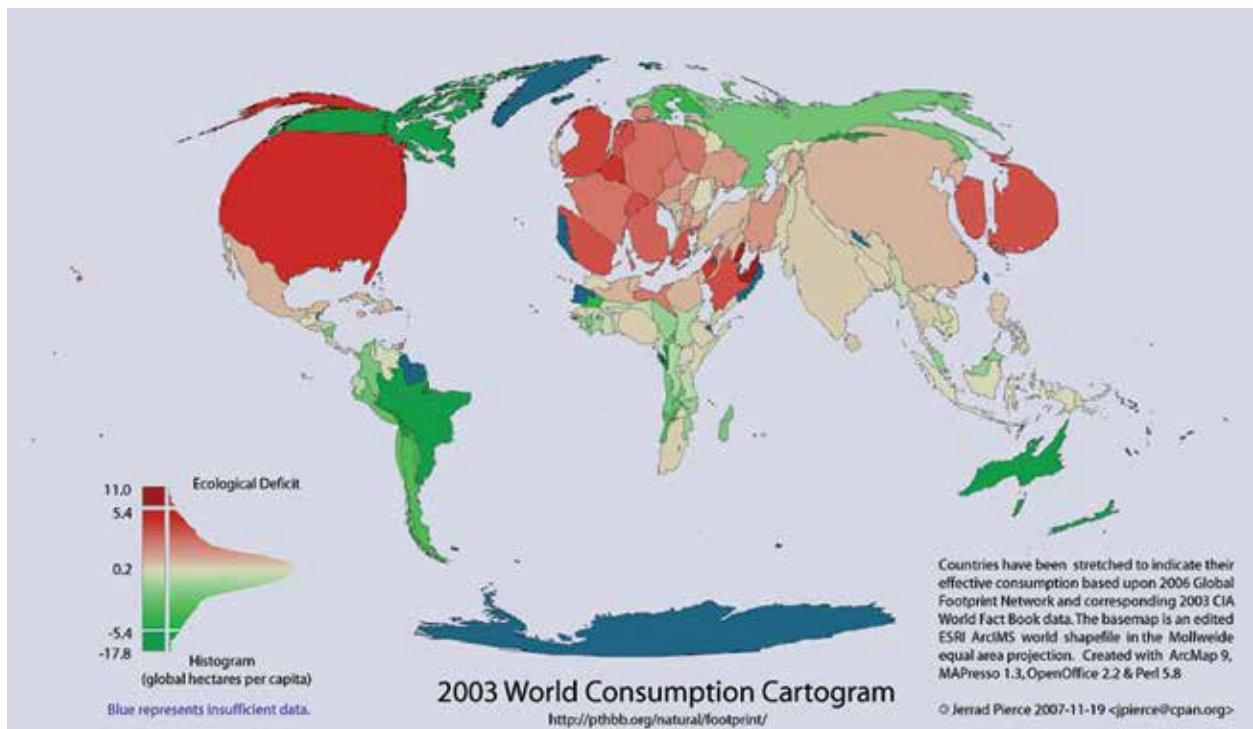 11.0
Ecological Deficit
5.4
0.2
-5.4
-17.8
Histogram
(global hectares per capita)
Blue represents insufficient data.
2003 World Consumption Cartogram
http://pthbb.org/natural/footprint/
Countries have been stretched to indicate their
effective consumption based upon 2006 Global
Footprint Network and corresponding 2003 CIA
World Fact Book data. The basemap is an edited
ESRI ArcIMS world shapefile in the Mollweide
equal area projection. Created with ArcMap 9,
MAPresso 1.3, OpenOffice 2.2 & Perl 5.8
© Jerrad Pierce 2007-11-19 <jpierce@cpan.org>